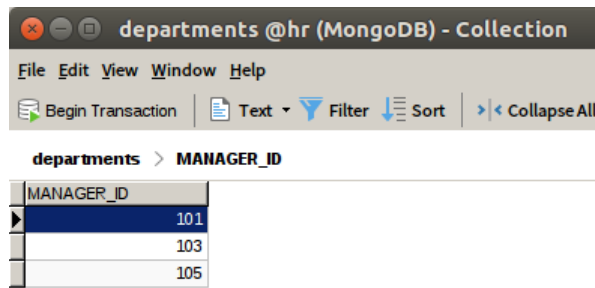 departments @hr (MongoDB) - Collection
File Edit View Window Help
Begin Transaction Text Filter Sort Collapse All
departments > MANAGER_ID
MANAGER_ID
101
103
105